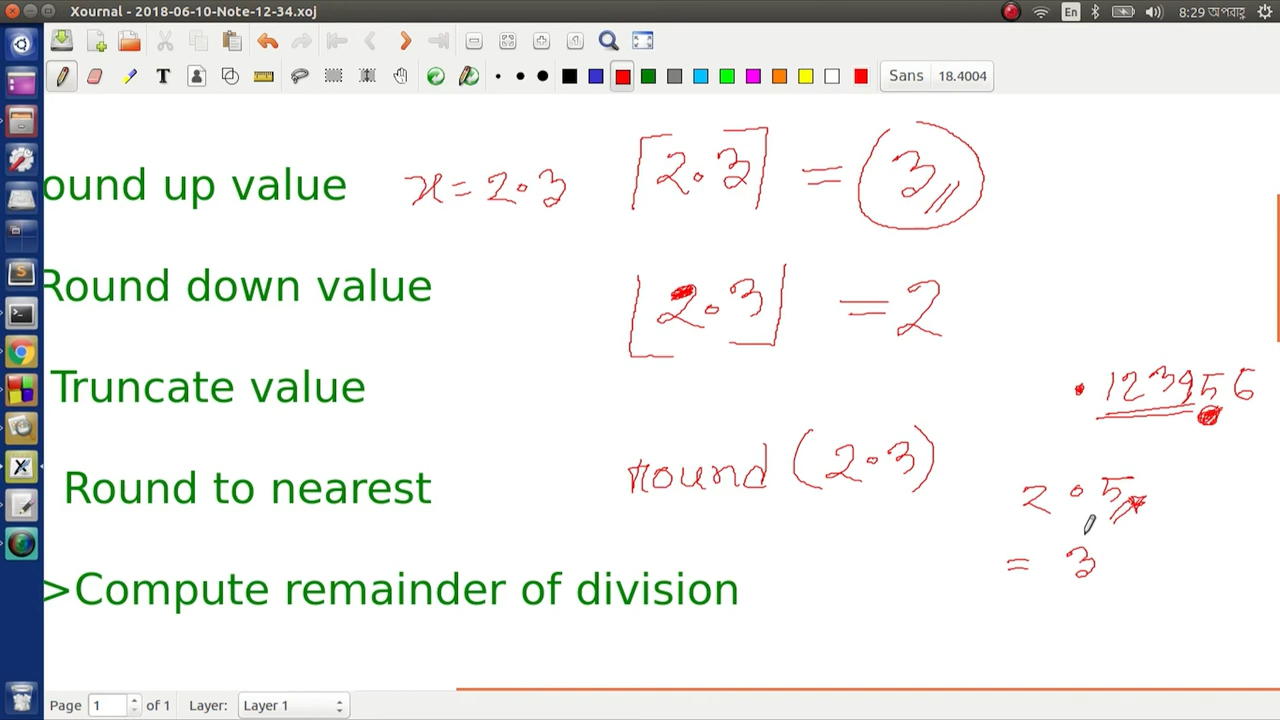 Xournal - 2018-06-10-Note-12-34.xoj
En
8:29 অপরাহ্ণ
Sans 18.4004
ound up value x = 2.3 ⌈2.3⌉ = 3
Round down value ⌊2.3⌋ = 2
Truncate value
.123956
Round to nearest round (2.3)
2.5
= 3
>Compute remainder of division
Page 1 of 1 Layer: Layer 1